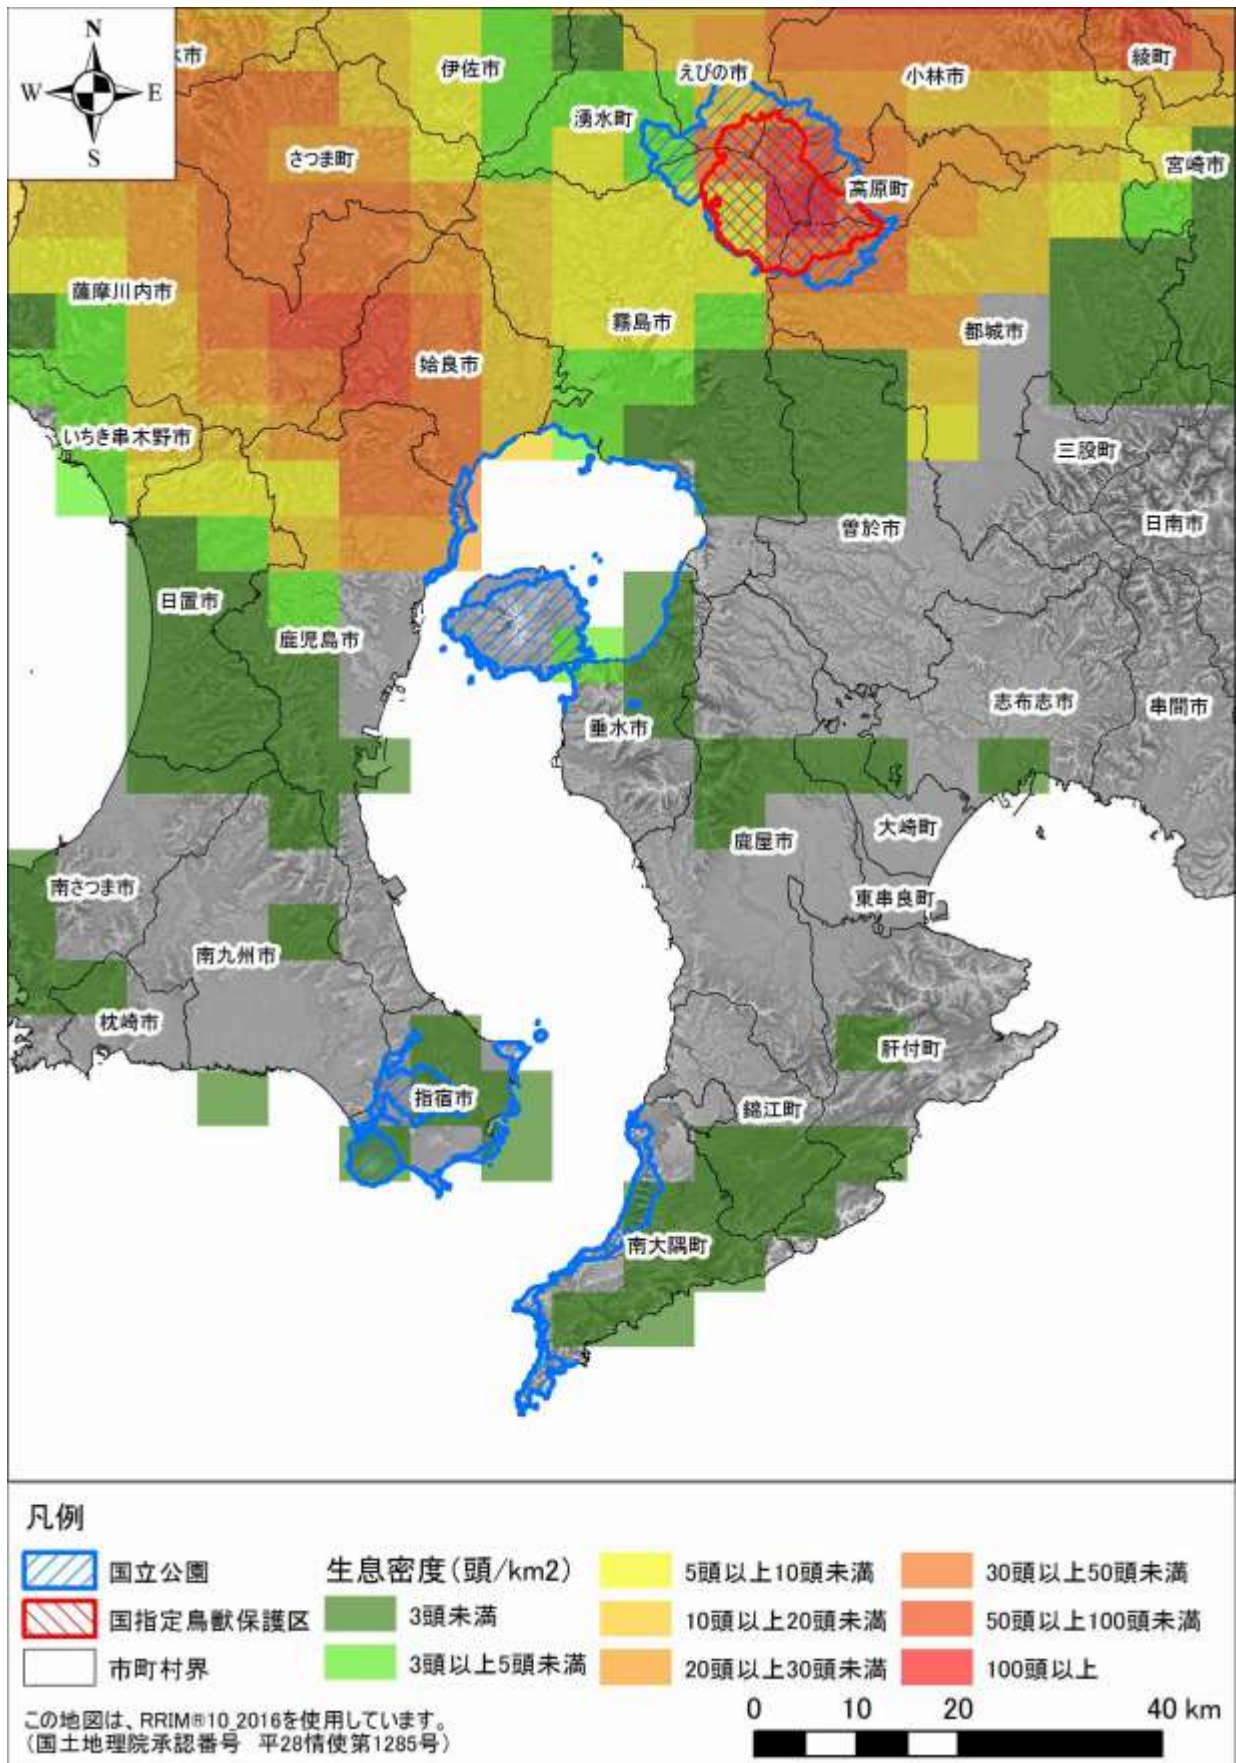 N
W E
S
水市
伊佐市
えびの市
小林市
綾町
湧水町
さつま町
宮崎市
高原町
薩摩川内市
霧島市
都城市
姶良市
いちき串木野市
三股町
曽於市
日南市
日置市
鹿児島市
志布志市
串間市
垂水市
大崎町
鹿屋市
南さつま市
東串良町
南九州市
枕崎市
肝付町
指宿市
錦江町
南大隅町
凡例
国立公園
国指定鳥獣保護区
市町村界
生息密度(頭/km2)
3頭未満
3頭以上5頭未満
5頭以上10頭未満
10頭以上20頭未満
20頭以上30頭未満
30頭以上50頭未満
50頭以上100頭未満
100頭以上
この地図は、RRIM®10_2016を使用しています。
(国土地理院承認番号 平28情使第1285号)
0 10 20 40 km